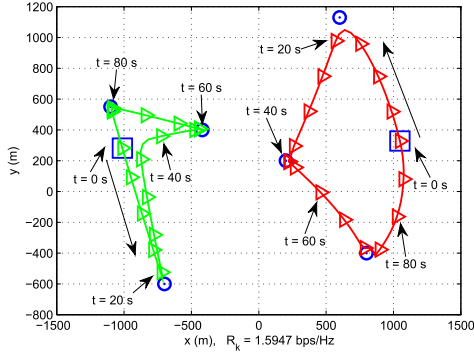 1200
1000
800
600
400
200
0
−200
−400
−600
−800
y (m)
t = 80 s
t = 60 s
t = 0 s
t = 40 s
t = 20 s
t = 20 s
t = 40 s
t = 0 s
t = 60 s
t = 80 s
−1500 −1000 −500 0 500 1000 1500
x (m), Rk = 1.5947 bps/Hz